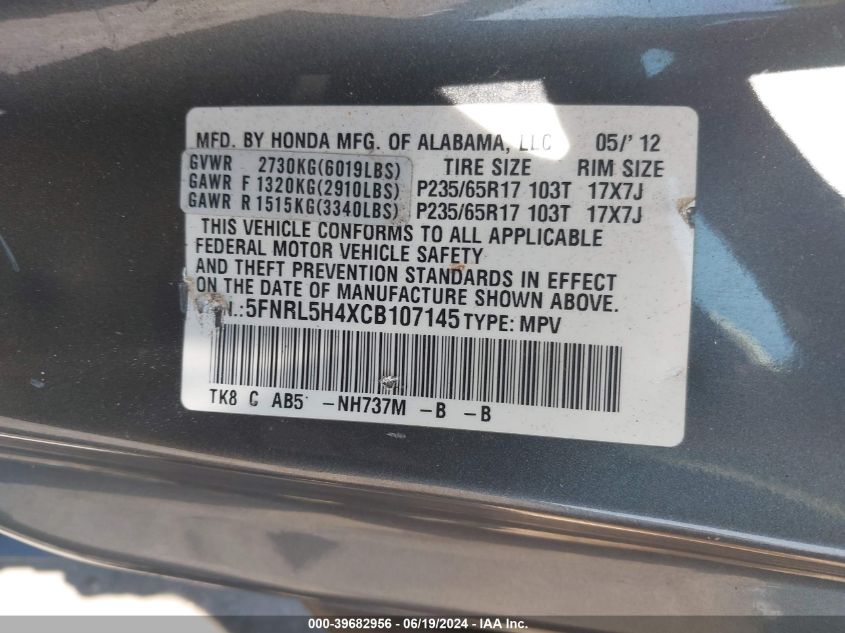 MFD. BY HONDA MFG. OF ALABAMA, LLC 05/' 12
GVWR 2730KG(6019LBS) TIRE SIZE RIM SIZE
GAWR F 1320KG(2910LBS) P235/65R17 103T 17X7J
GAWR R 1515KG(3340LBS) P235/65R17 103T 17X7J
THIS VEHICLE CONFORMS TO ALL APPLICABLE
FEDERAL MOTOR VEHICLE SAFETY
AND THEFT PREVENTION STANDARDS IN EFFECT
ON THE DATE OF MANUFACTURE SHOWN ABOVE.
N.:5FNRL5H4XCB107145 TYPE: MPV
TK8 C AB5 -NH737M -B -B
000-39682956 - 06/19/2024 - IAA Inc.